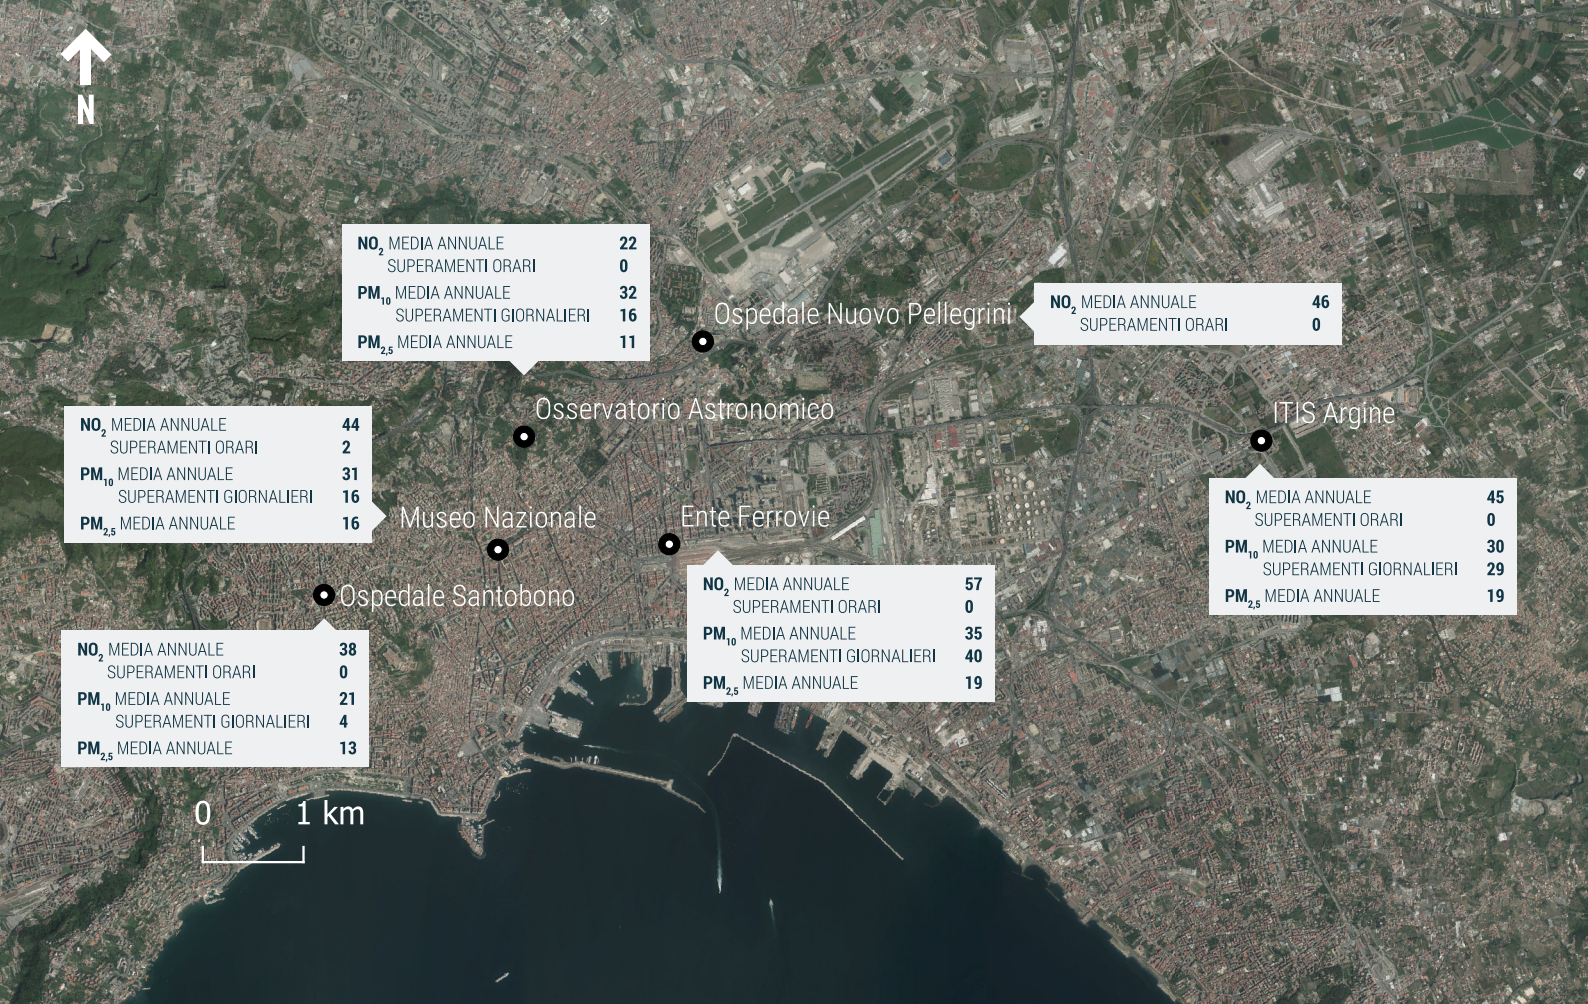 N
NO2 MEDIA ANNUALE 22
SUPERAMENTI ORARI 0
PM10 MEDIA ANNUALE 32
SUPERAMENTI GIORNALIERI 16
PM2,5 MEDIA ANNUALE 11
Ospedale Nuovo Pellegrini
NO2 MEDIA ANNUALE 46
SUPERAMENTI ORARI 0
Osservatorio Astronomico
ITIS Argine
NO2 MEDIA ANNUALE 44
SUPERAMENTI ORARI 2
PM10 MEDIA ANNUALE 31
SUPERAMENTI GIORNALIERI 16
PM2,5 MEDIA ANNUALE 16
Museo Nazionale
Ente Ferrovie
NO2 MEDIA ANNUALE 45
SUPERAMENTI ORARI 0
PM10 MEDIA ANNUALE 30
SUPERAMENTI GIORNALIERI 29
PM2,5 MEDIA ANNUALE 19
Ospedale Santobono
NO2 MEDIA ANNUALE 57
SUPERAMENTI ORARI 0
PM10 MEDIA ANNUALE 35
SUPERAMENTI GIORNALIERI 40
PM2,5 MEDIA ANNUALE 19
NO2 MEDIA ANNUALE 38
SUPERAMENTI ORARI 0
PM10 MEDIA ANNUALE 21
SUPERAMENTI GIORNALIERI 4
PM2,5 MEDIA ANNUALE 13
0 1 km